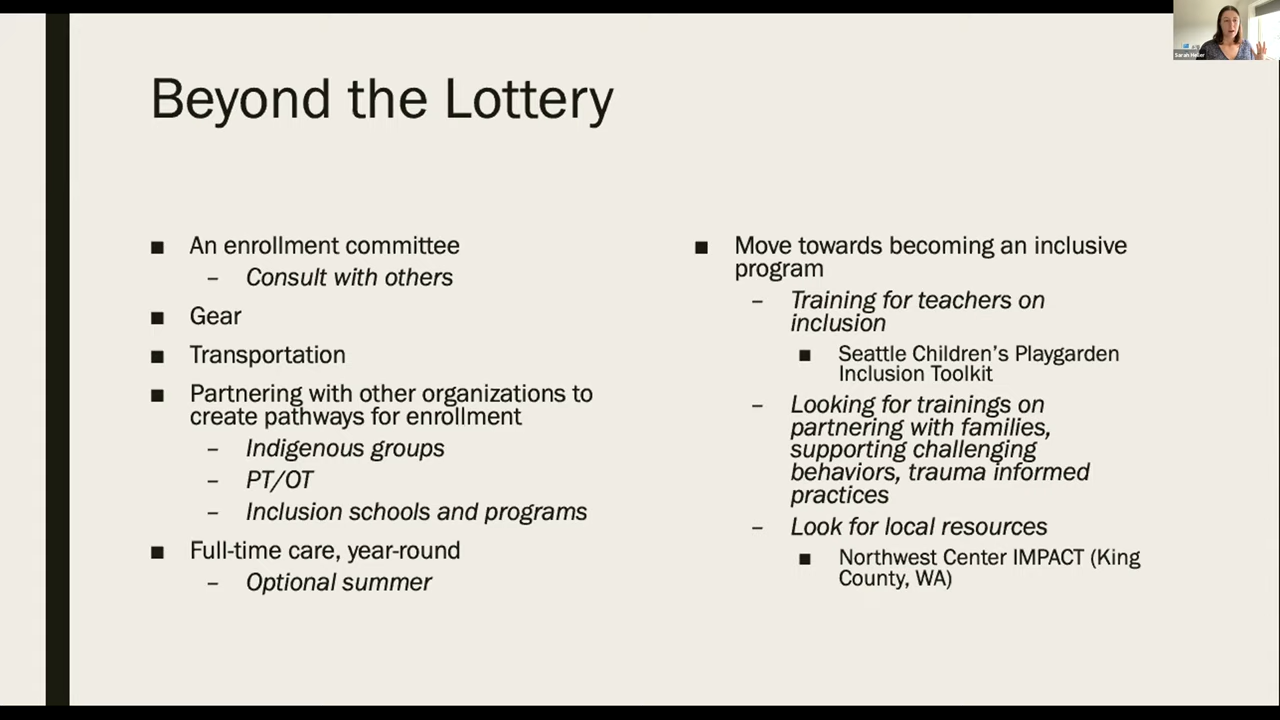 Beyond the Lottery
■ An enrollment committee
– Consult with others
■ Gear
■ Transportation
■ Partnering with other organizations to
create pathways for enrollment
– Indigenous groups
– PT/OT
– Inclusion schools and programs
■ Full-time care, year-round
– Optional summer
■ Move towards becoming an inclusive
program
– Training for teachers on
inclusion
■ Seattle Children’s Playgarden
Inclusion Toolkit
– Looking for trainings on
partnering with families,
supporting challenging
behaviors, trauma informed
practices
– Look for local resources
■ Northwest Center IMPACT (King
County, WA)
Sarah